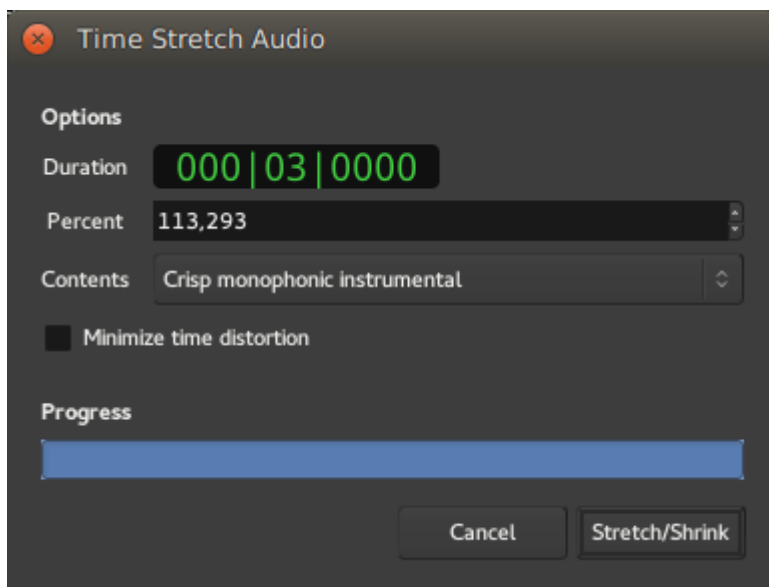 Time Stretch Audio
Options
Duration 000|03|0000
Percent 113,293
Contents Crisp monophonic instrumental
Minimize time distortion
Progress
Cancel Stretch/Shrink